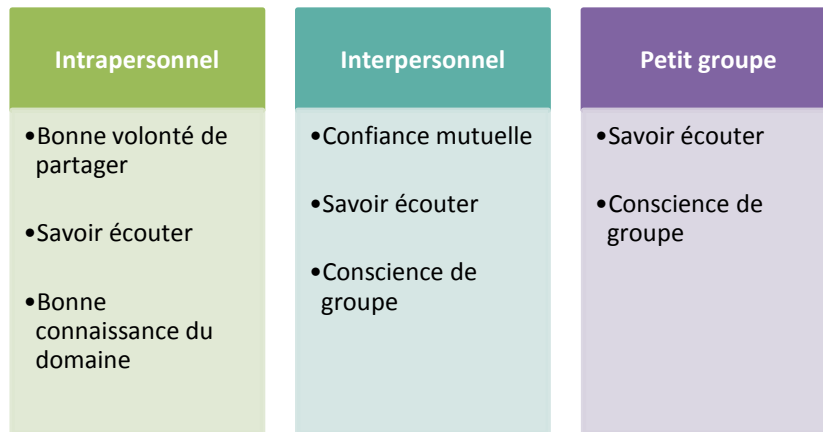 Intrapersonnel
•Bonne volonté de
partager
•Savoir écouter
•Bonne
connaissance du
domaine
Interpersonnel
•Confiance mutuelle
•Savoir écouter
•Conscience de
groupe
Petit groupe
•Savoir écouter
•Conscience de
groupe